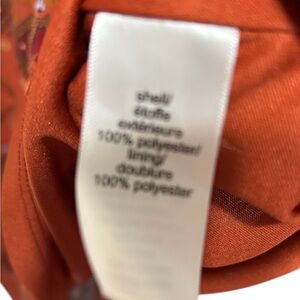 shell/
étoffe
extérieure
100% polyester/
lining/
doublure
100% polyester